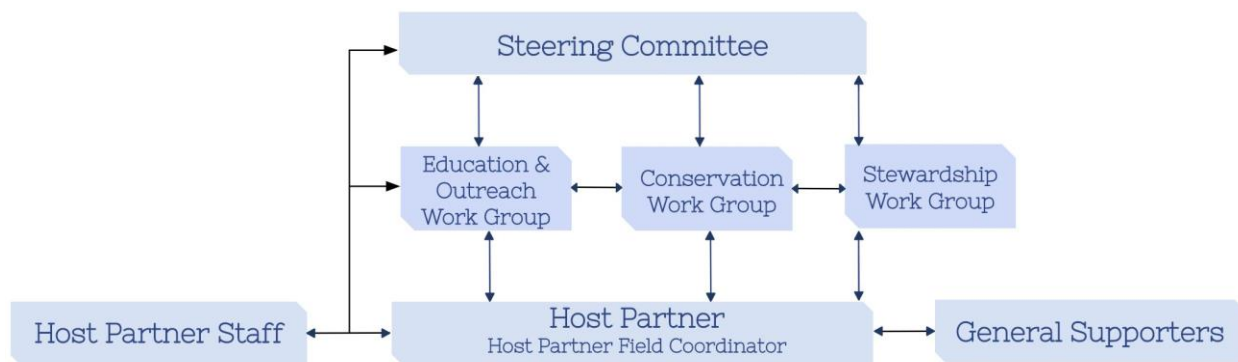 Steering Committee
Education &
Outreach
Work Group
Conservation
Work Group
Stewardship
Work Group
Host Partner Staff
Host Partner
Host Partner Field Coordinator
General Supporters